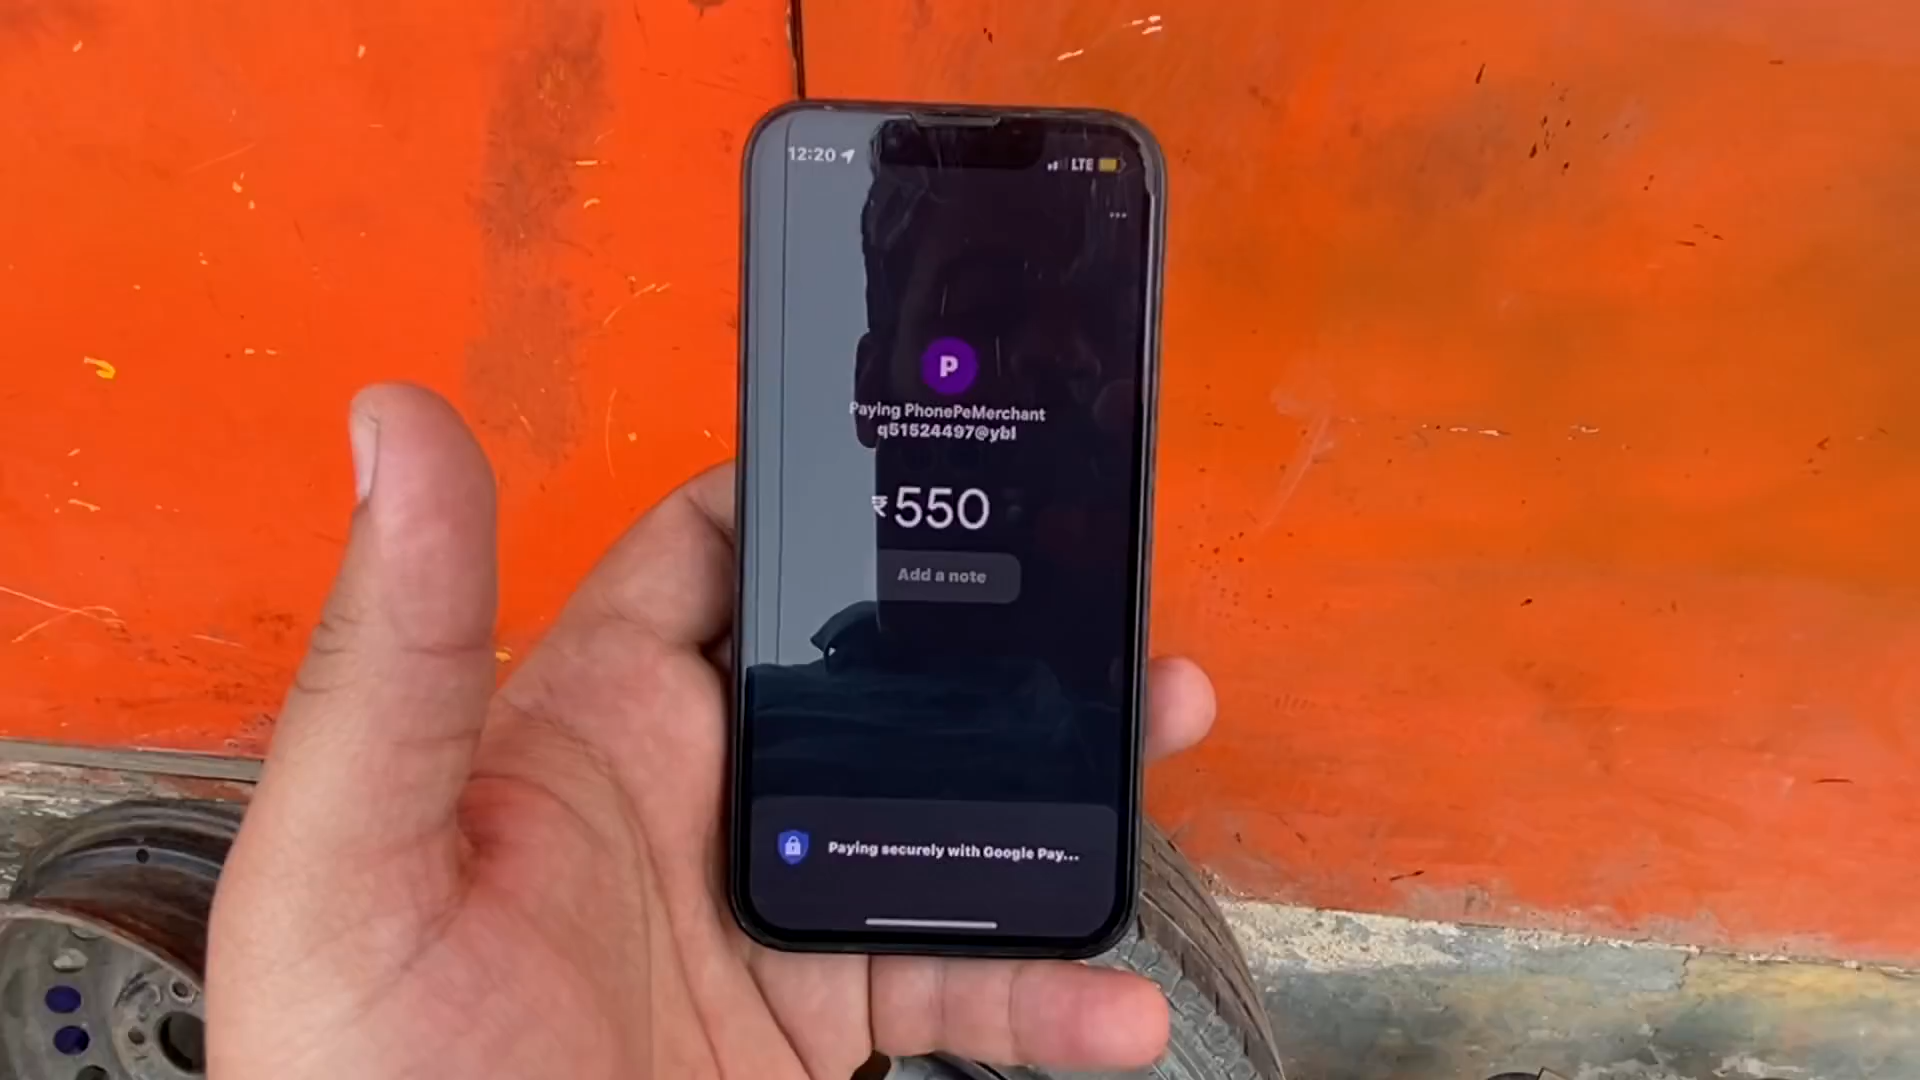 12:20
LTE
P
Paying PhonePeMerchant
q51524497@ybl
₹550
Add a note
Paying securely with Google Pay...